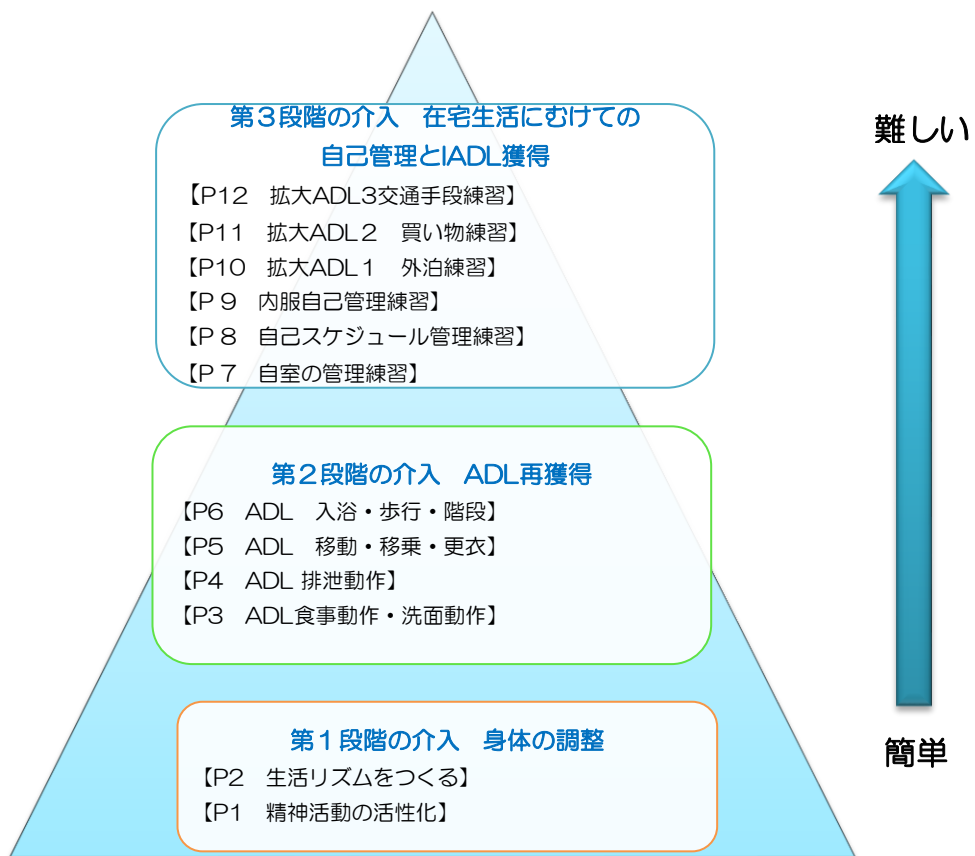 第3段階の介入　在宅生活にむけての
自己管理とIADL獲得
難しい
【P12　拡大ADL3交通手段練習】
【P11　拡大ADL2　買い物練習】
【P10　拡大ADL1　外泊練習】
【P 9　内服自己管理練習】
【P 8　自己スケジュール管理練習】
【P 7　自室の管理練習】
第2段階の介入　ADL再獲得
【P6　ADL　入浴・歩行・階段】
【P5　ADL　移動・移乗・更衣】
【P4　ADL 排泄動作】
【P3　ADL食事動作・洗面動作】
第1段階の介入　身体の調整
簡単
【P2　生活リズムをつくる】
【P1　精神活動の活性化】